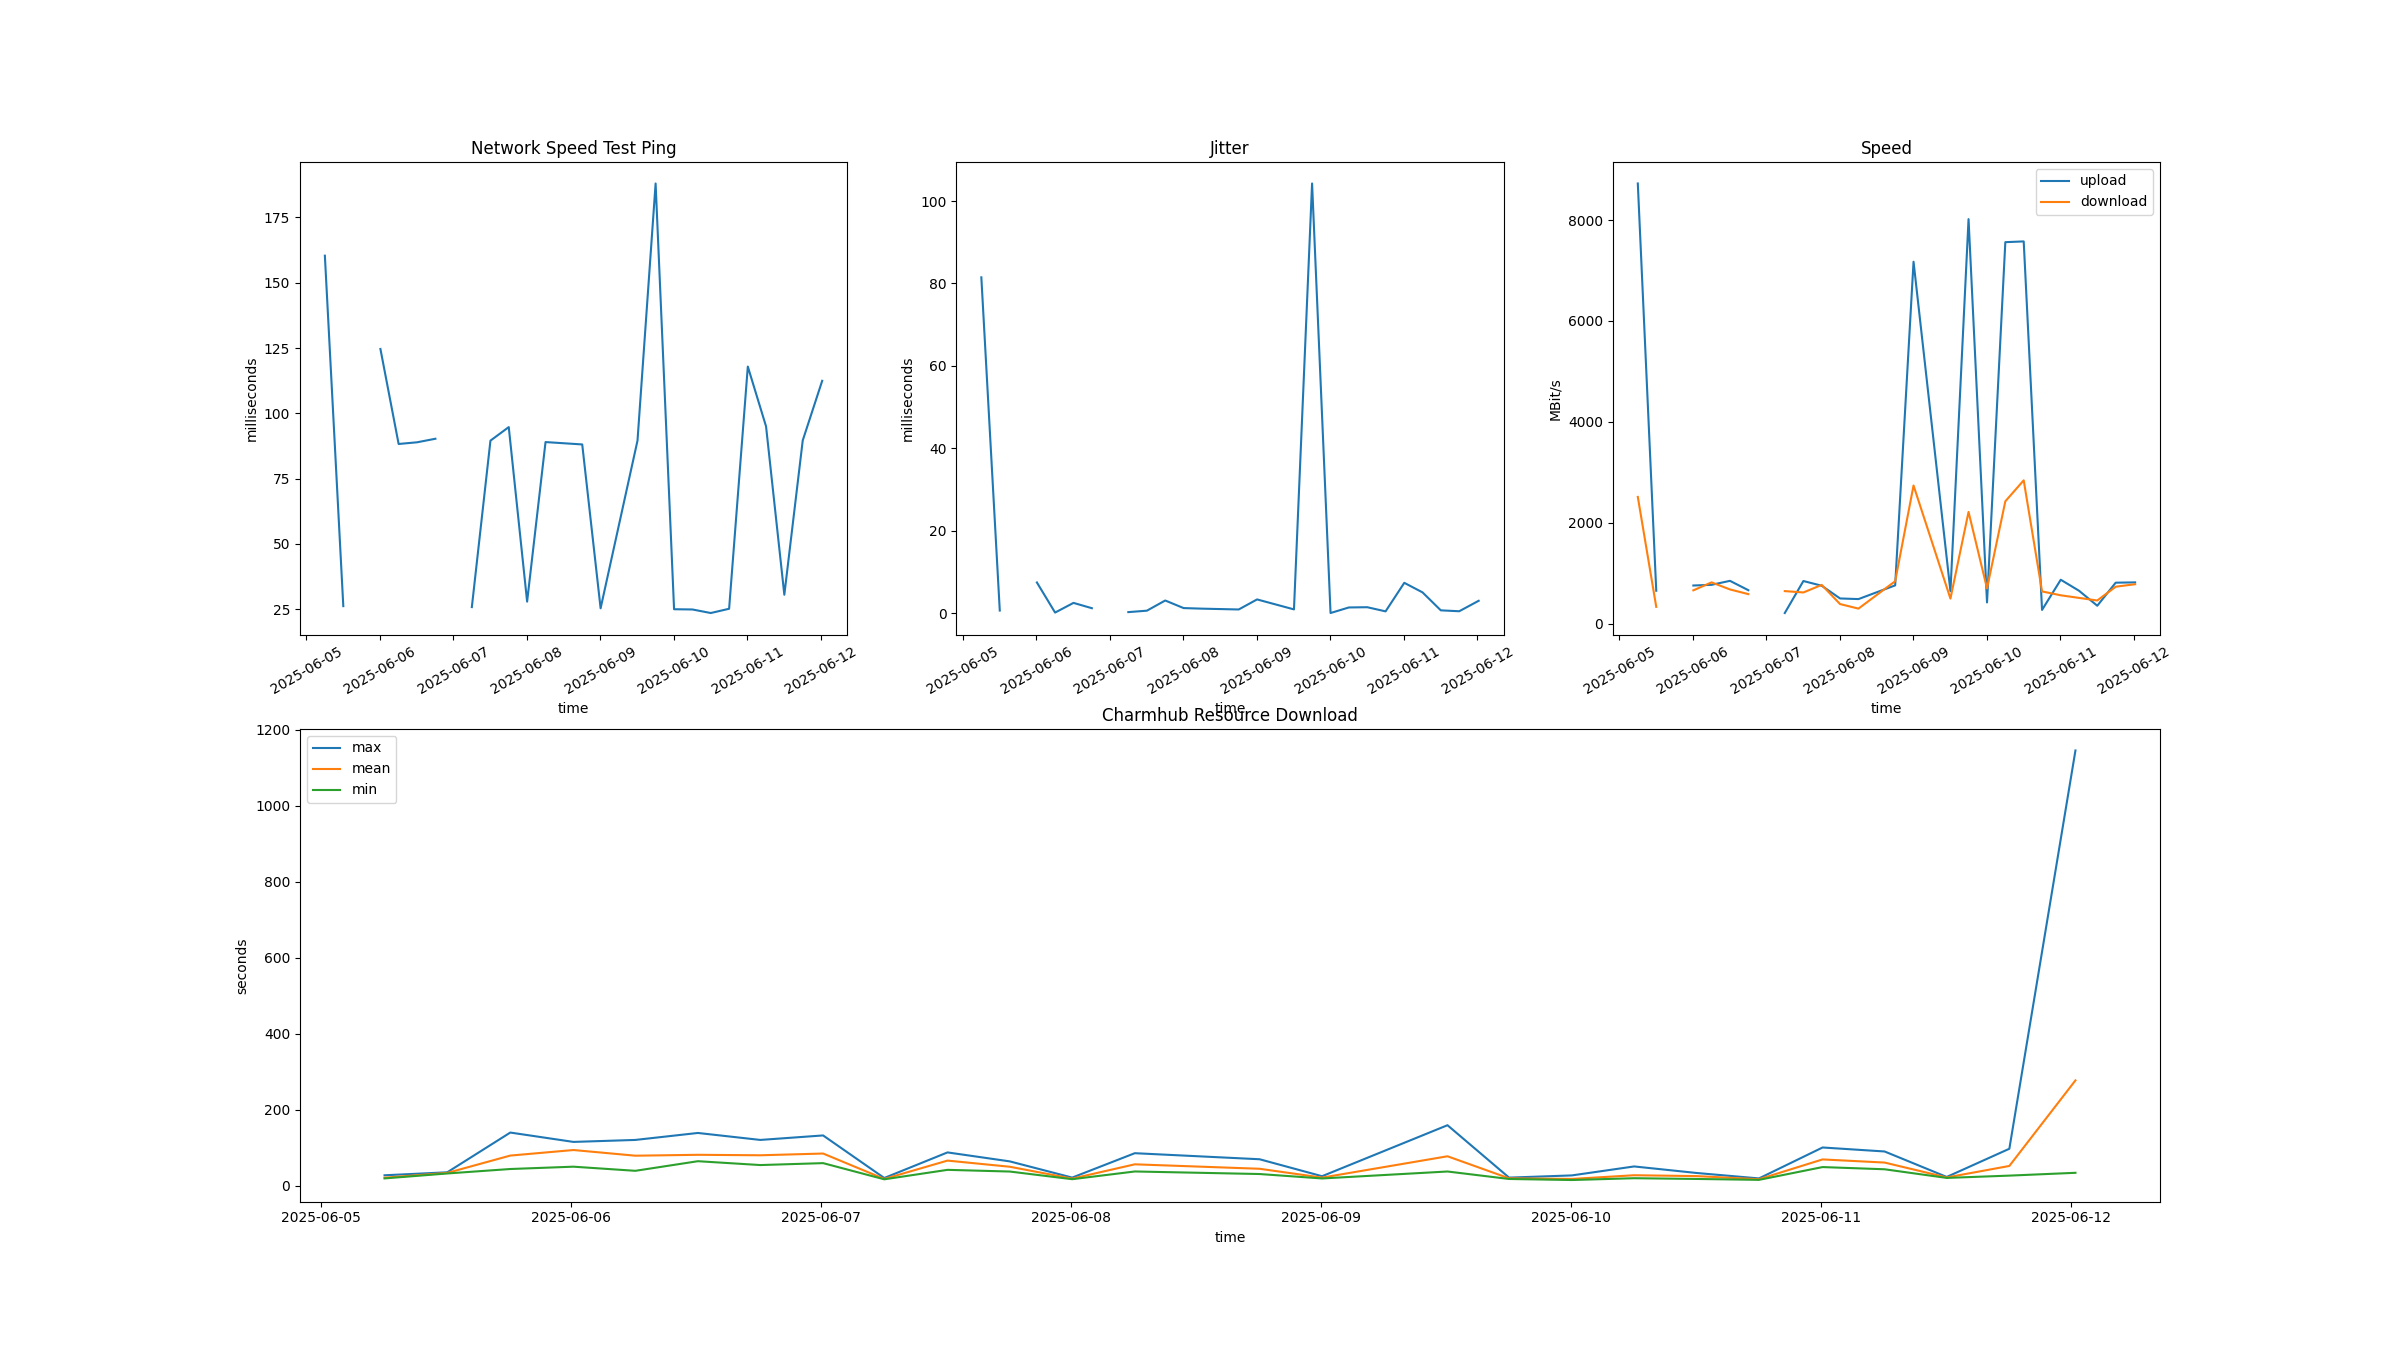 Network Speed Test Ping
milliseconds
175
150
125
100
75
50
25
2025-06-05 2025-06-06 2025-06-07 2025-06-08 2025-06-09 2025-06-10 2025-06-11 2025-06-12
time
Jitter
milliseconds
100
80
60
40
20
0
2025-06-05 2025-06-06 2025-06-07 2025-06-08 2025-06-09 2025-06-10 2025-06-11 2025-06-12
time
Speed
upload
download
MBit/s
8000
6000
4000
2000
0
2025-06-05 2025-06-06 2025-06-07 2025-06-08 2025-06-09 2025-06-10 2025-06-11 2025-06-12
time
Charmhub Resource Download
max
mean
min
seconds
1200
1000
800
600
400
200
0
2025-06-05 2025-06-06 2025-06-07 2025-06-08 2025-06-09 2025-06-10 2025-06-11 2025-06-12
time